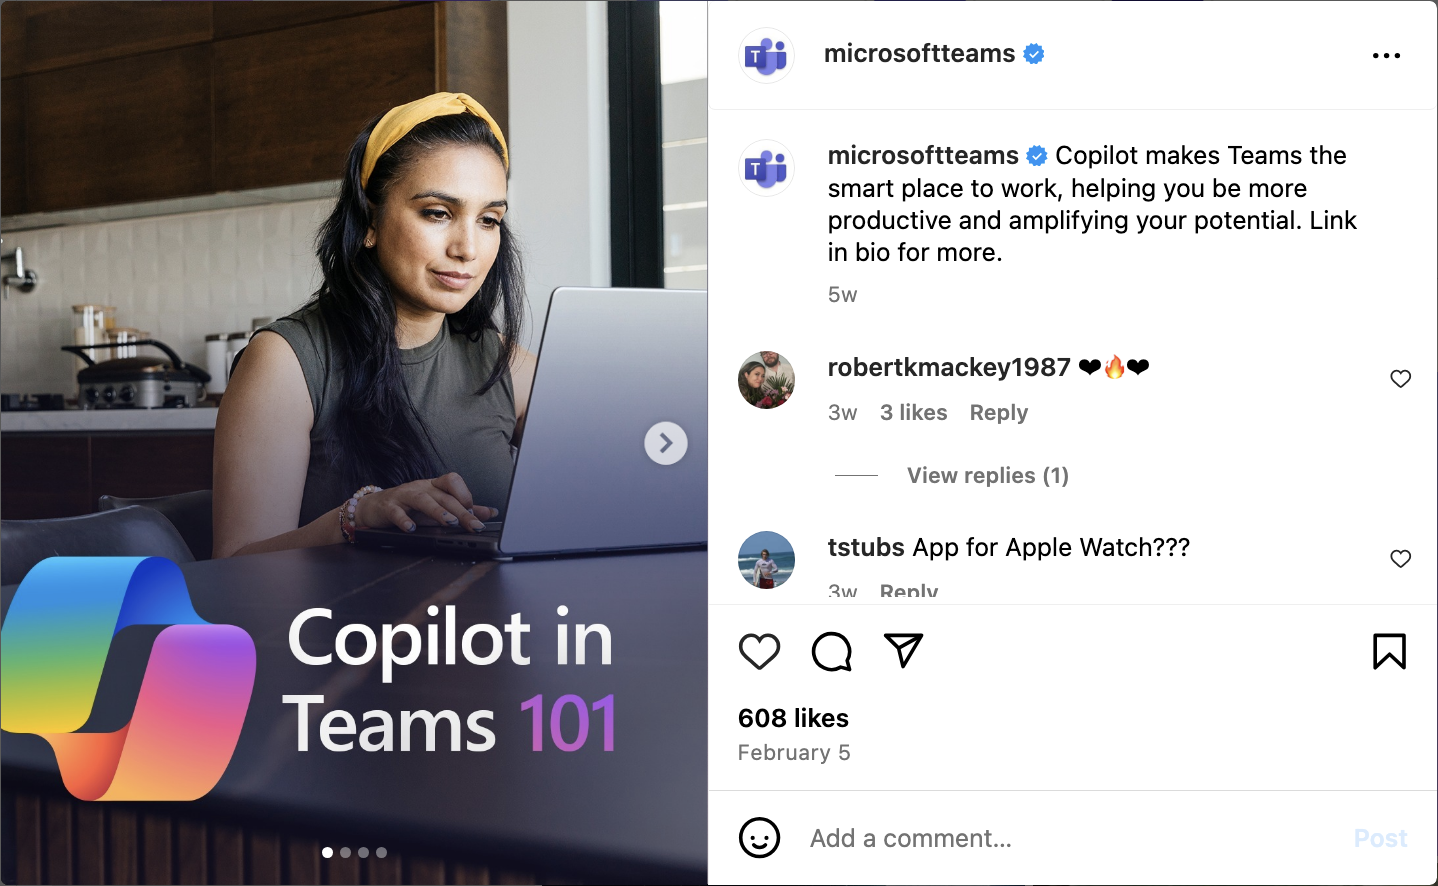 Copilot in
Teams 101
T
microsoftteams
T
microsoftteams Copilot makes Teams the
smart place to work, helping you be more
productive and amplifying your potential. Link
in bio for more.
5w
robertkmackey1987 ❤🔥❤
3w 3 likes Reply
View replies (1)
tstubs App for Apple Watch???
3w Reply
608 likes
February 5
Add a comment...
Post